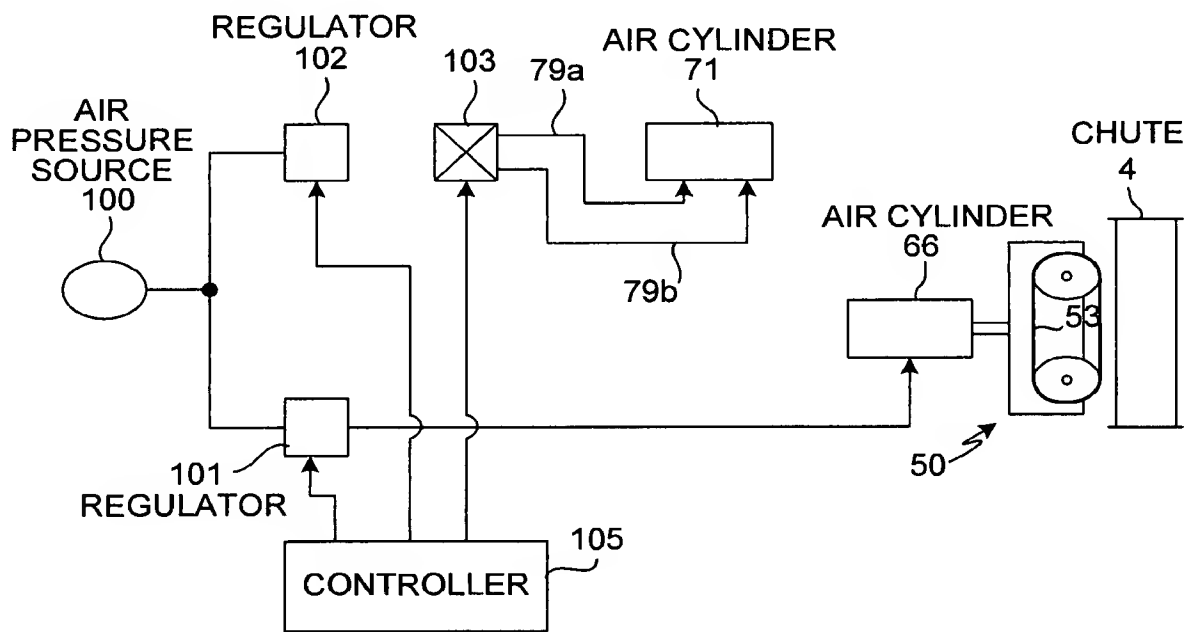 REGULATOR
102
103
79a
AIR CYLINDER
71
AIR
PRESSURE
SOURCE
100
CHUTE
4
AIR CYLINDER
66
79b
53
50
101
REGULATOR
105
CONTROLLER